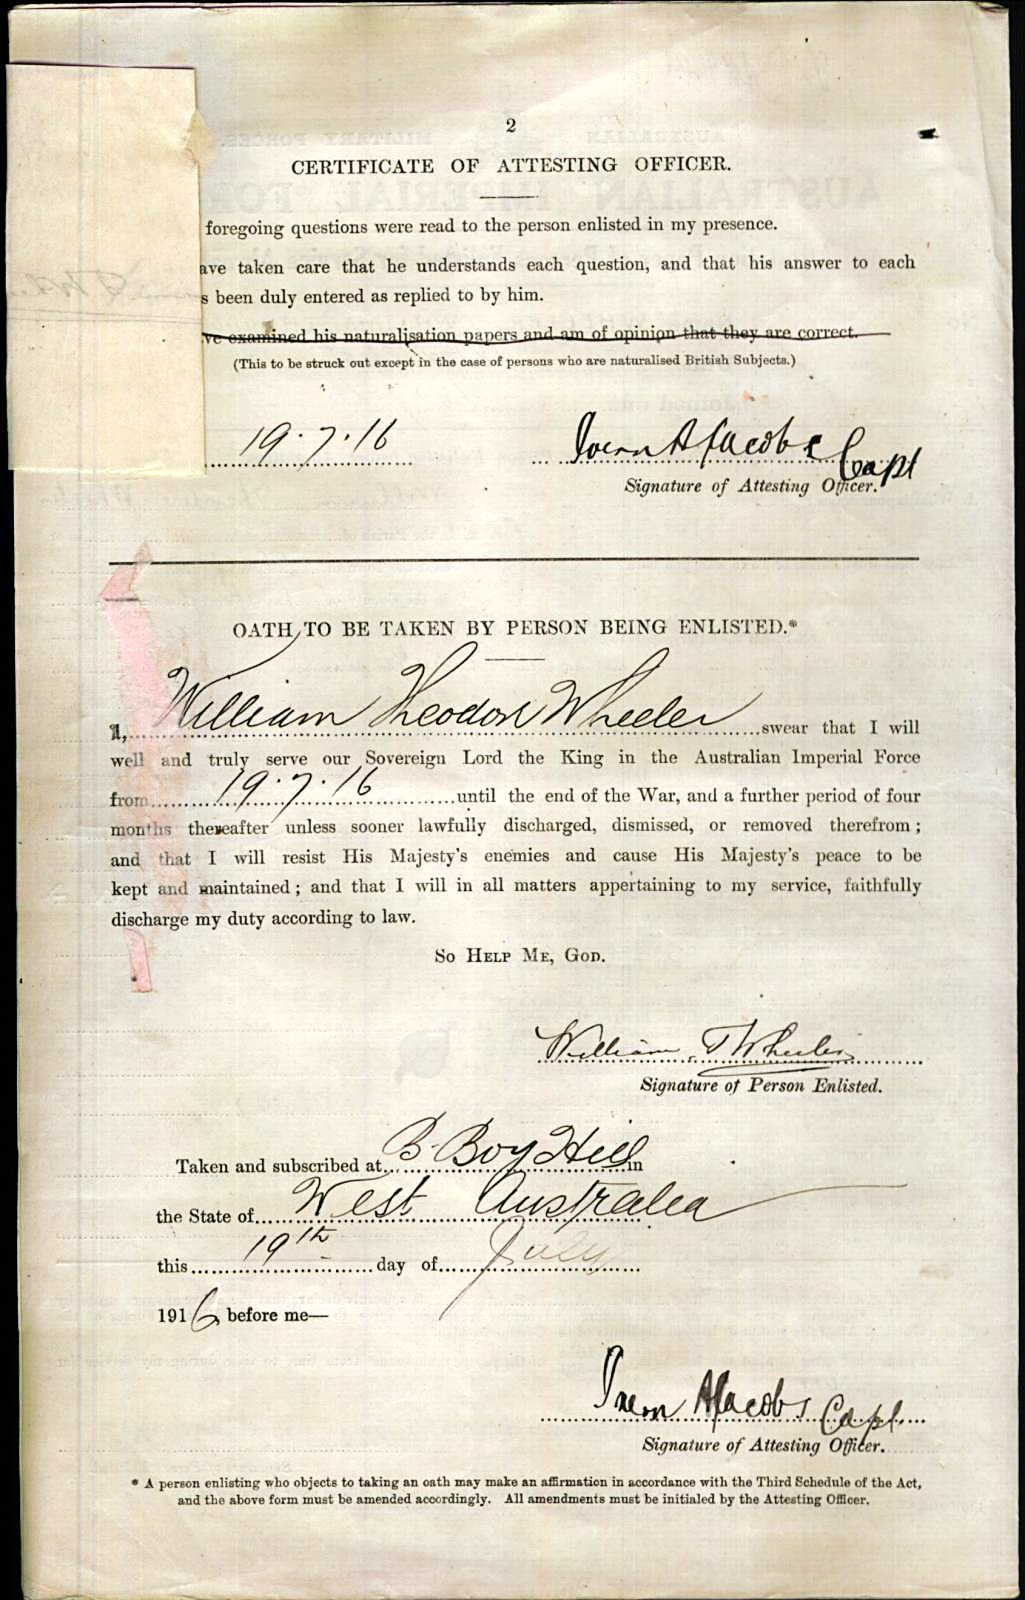 2
CERTIFICATE OF ATTESTING OFFICER.
foregoing questions were read to the person enlisted in my presence.
ave taken care that he understands each question, and that his answer to each
s been duly entered as replied to by him.
ve examined his naturalisation papers and am of opinion that they are correct.
(This to be struck out except in the case of persons who are naturalised British Subjects.)
19.7.16
A Jacobs Capt
Signature of Attesting Officer.
OATH TO BE TAKEN BY PERSON BEING ENLISTED.*
I, William Theodore Wheeler swear that I will
well and truly serve our Sovereign Lord the King in the Australian Imperial Force
from 19.7.16 until the end of the War, and a further period of four
months thereafter unless sooner lawfully discharged, dismissed, or removed therefrom;
and that I will resist His Majesty's enemies and cause His Majesty's peace to be
kept and maintained; and that I will in all matters appertaining to my service, faithfully
discharge my duty according to law.
SO HELP ME, GOD.
William T Wheeler
Signature of Person Enlisted.
Taken and subscribed at B. Boy Hill in
the State of West Australia
this 19th day of July
1916 before me—
A Jacobs Capt.
Signature of Attesting Officer.
* A person enlisting who objects to taking an oath may make an affirmation in accordance with the Third Schedule of the Act,
and the above form must be amended accordingly. All amendments must be initialed by the Attesting Officer.